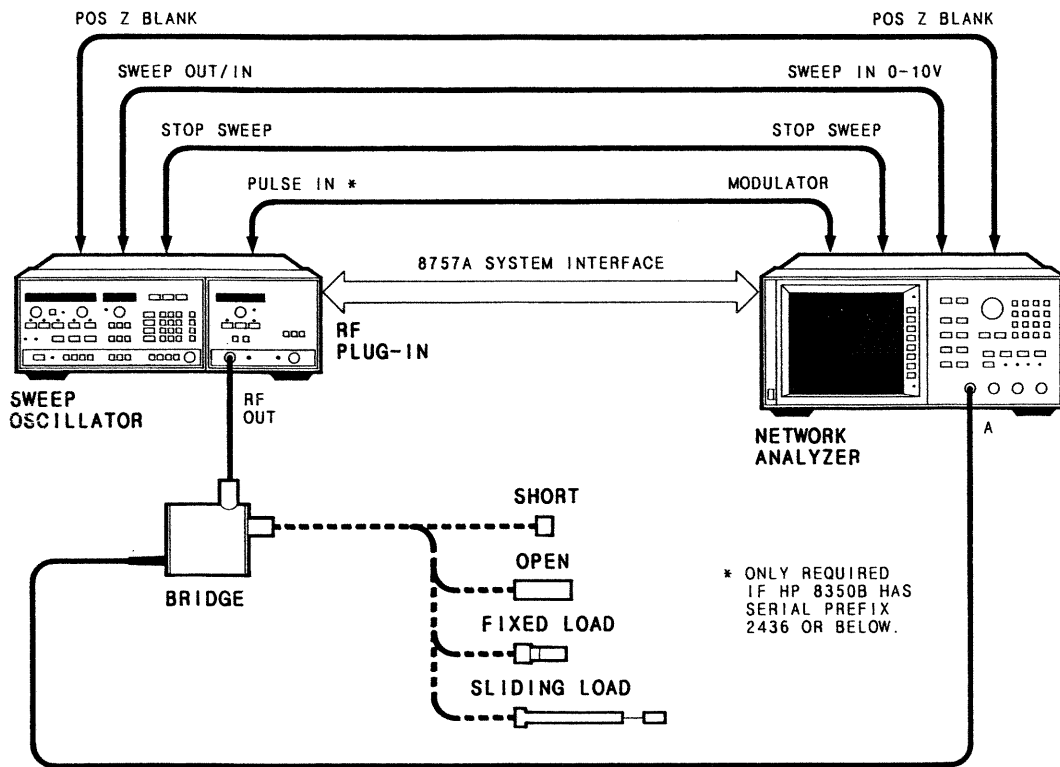 POS Z BLANK
POS Z BLANK
SWEEP OUT/IN
SWEEP IN 0-10V
STOP SWEEP
STOP SWEEP
PULSE IN *
MODULATOR
8757A SYSTEM INTERFACE
RF
PLUG-IN
SWEEP
OSCILLATOR
RF
OUT
A
NETWORK
ANALYZER
SHORT
OPEN
BRIDGE
FIXED LOAD
SLIDING LOAD
* ONLY REQUIRED
IF HP 8350B HAS
SERIAL PREFIX
2436 OR BELOW.